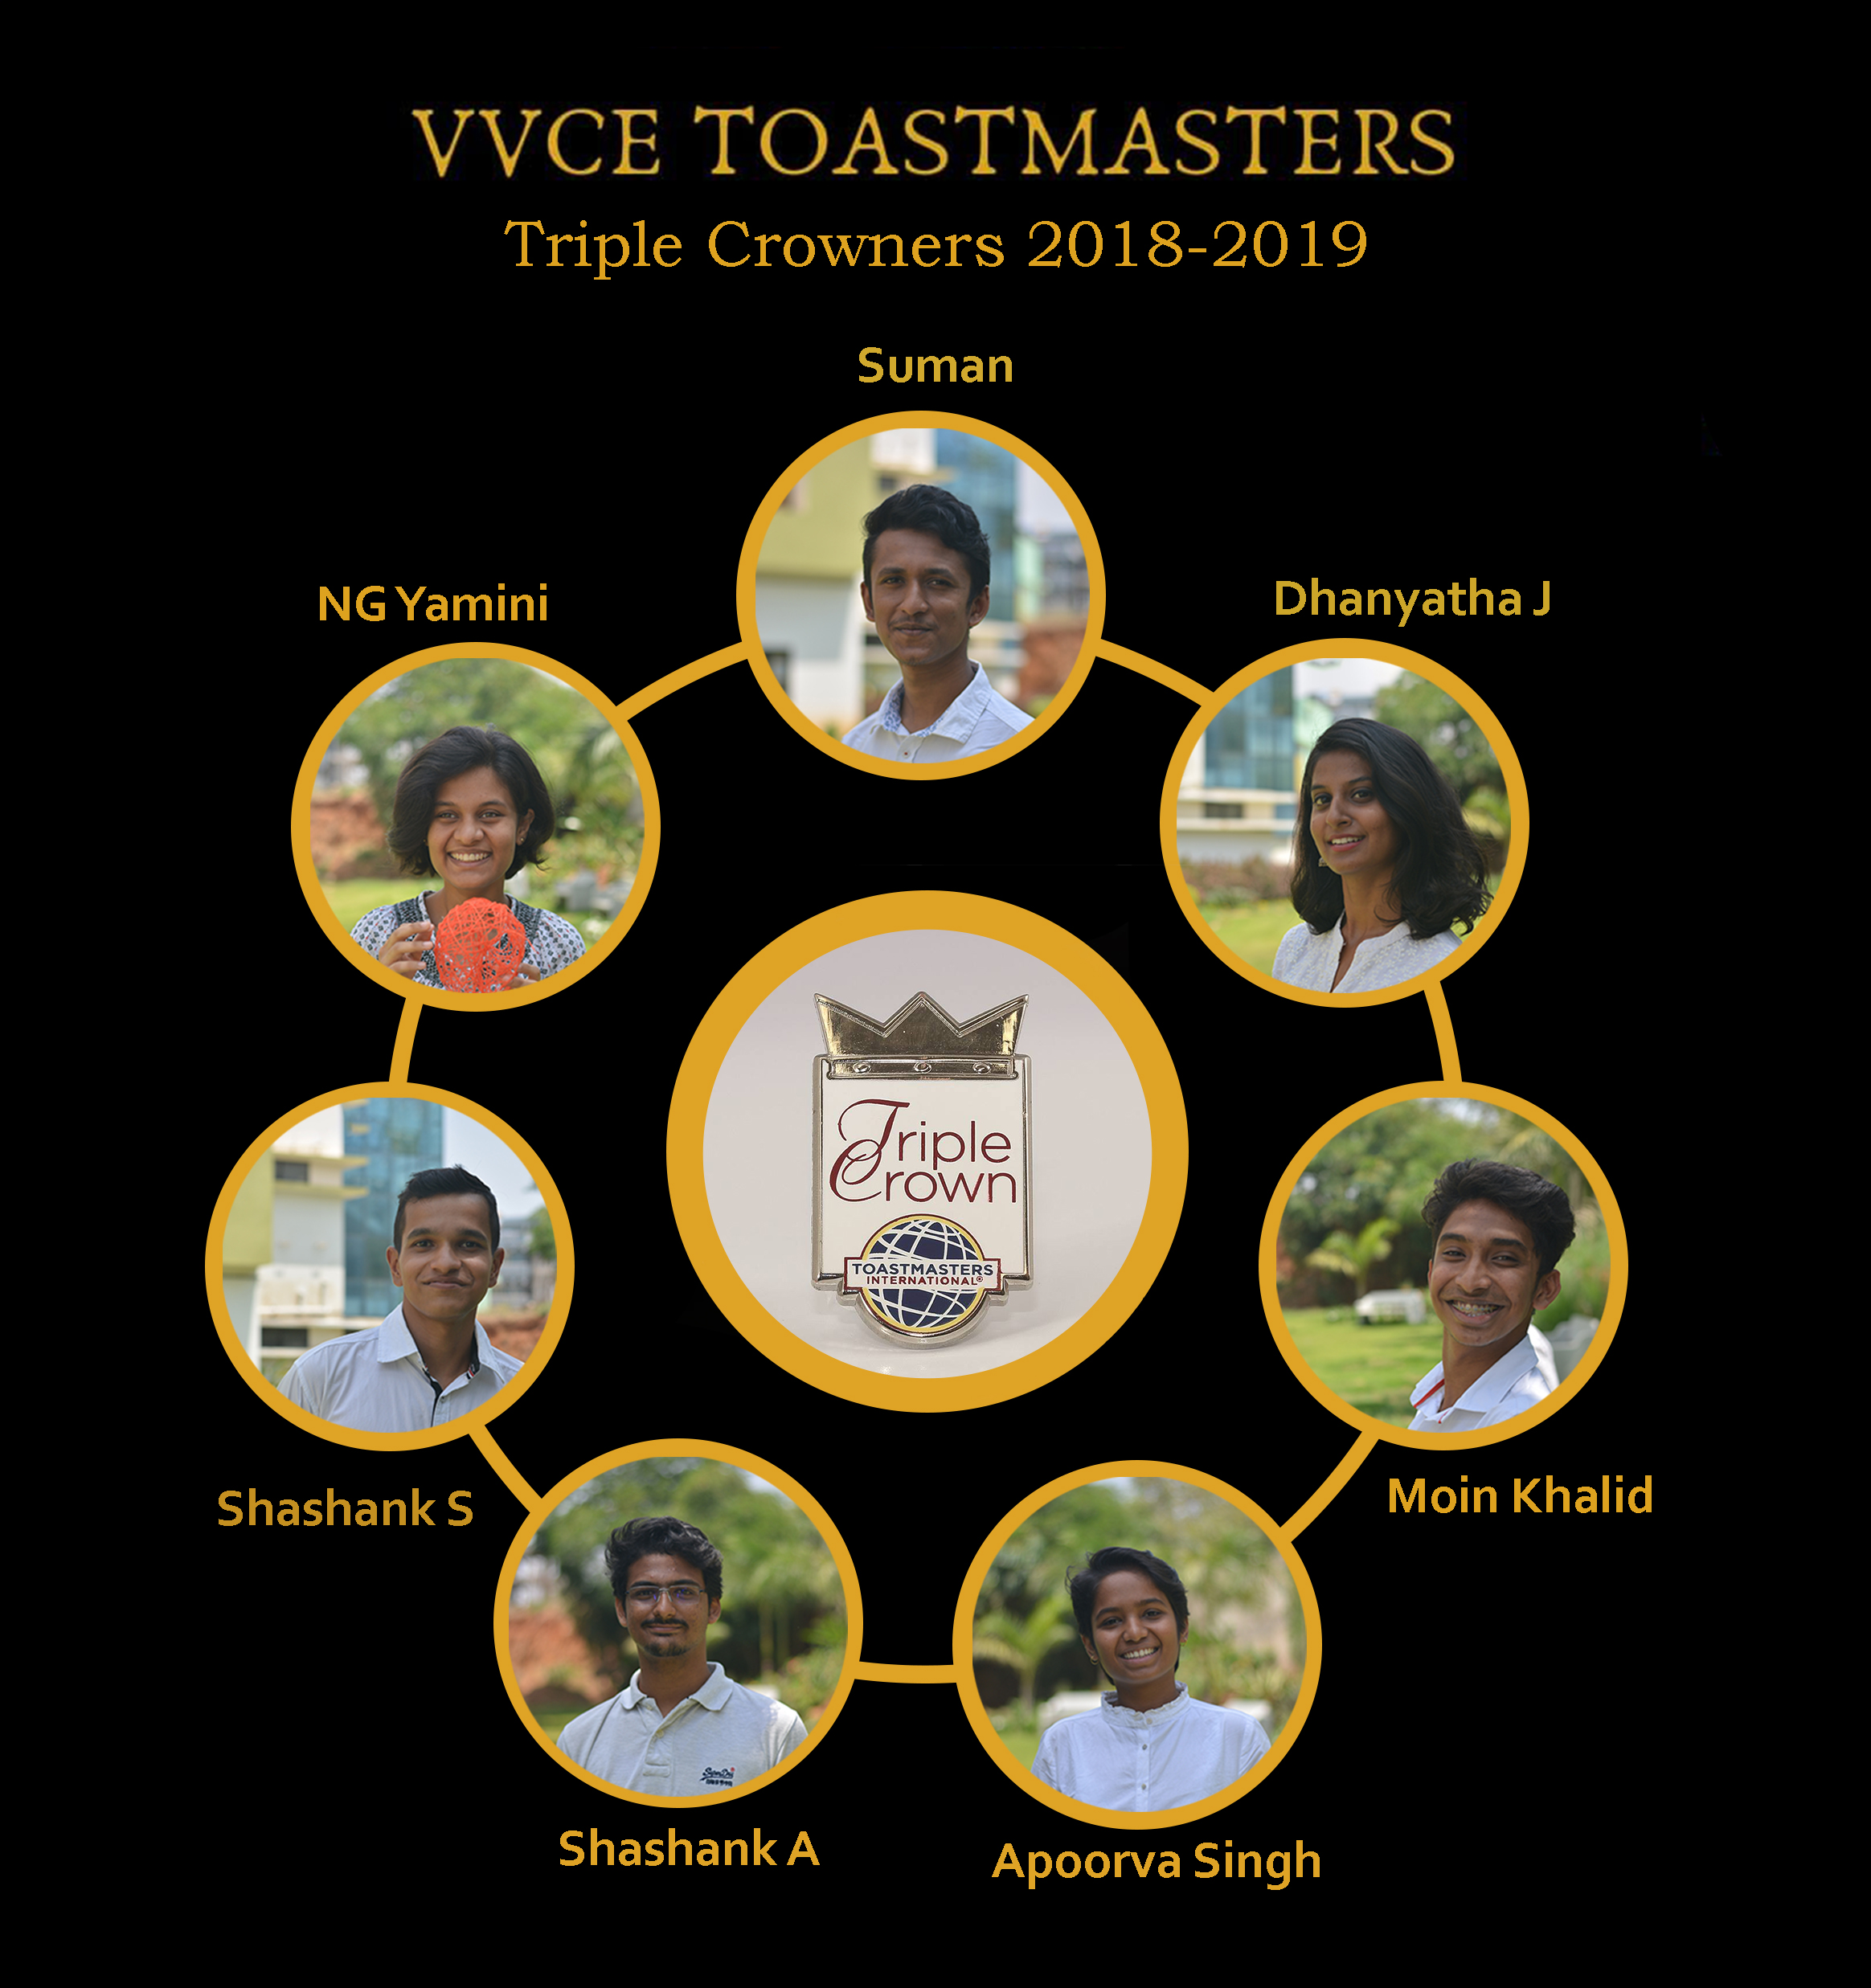 VVCE TOASTMASTERS
Triple Crowners 2018-2019
Suman
NG Yamini
Dhanyatha J
Triple
Crown
TOASTMASTERS
INTERNATIONAL®
Shashank S
Moin Khalid
Shashank A
Apoorva Singh